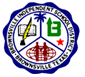 BROWNSVILLE INDEPENDENT SCHOOL DISTRICT
BROWNSVILLE TEXAS